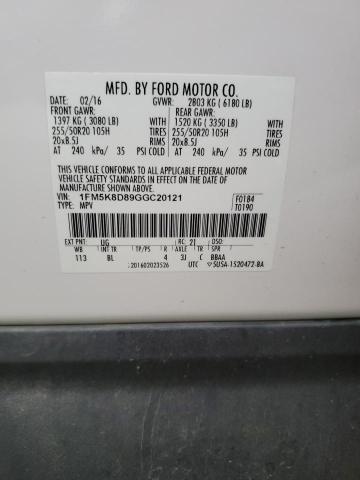 MFD. BY FORD MOTOR CO.
DATE: 02/16 GVWR: 2803 KG ( 6180 LB)
FRONT GAWR: REAR GAWR:
1397 KG ( 3080 LB) 1520 KG ( 3350 LB)
255/50R20 105H TIRES 255/50R20 105H TIRES
20x8.5J RIMS 20x8.5J RIMS
AT 240 kPa/ 35 PSI COLD AT 240 kPa/ 35 PSI COLD
THIS VEHICLE CONFORMS TO ALL APPLICABLE FEDERAL MOTOR
VEHICLE SAFETY AND THEFT PREVENTION STANDARDS IN EFFECT ON
THE DATE OF MANUFACTURE SHOWN ABOVE.
VIN: 1FM5K8D89GGC20121 F0184
TYPE: MPV T0190
EXT PNT: UG RC: 21 DSO:
WB INT TR TP/PS R AXLE TR SPR
113 BL 4 3J C BBAA
:201602023526 UTC 5USA-1520472-BA